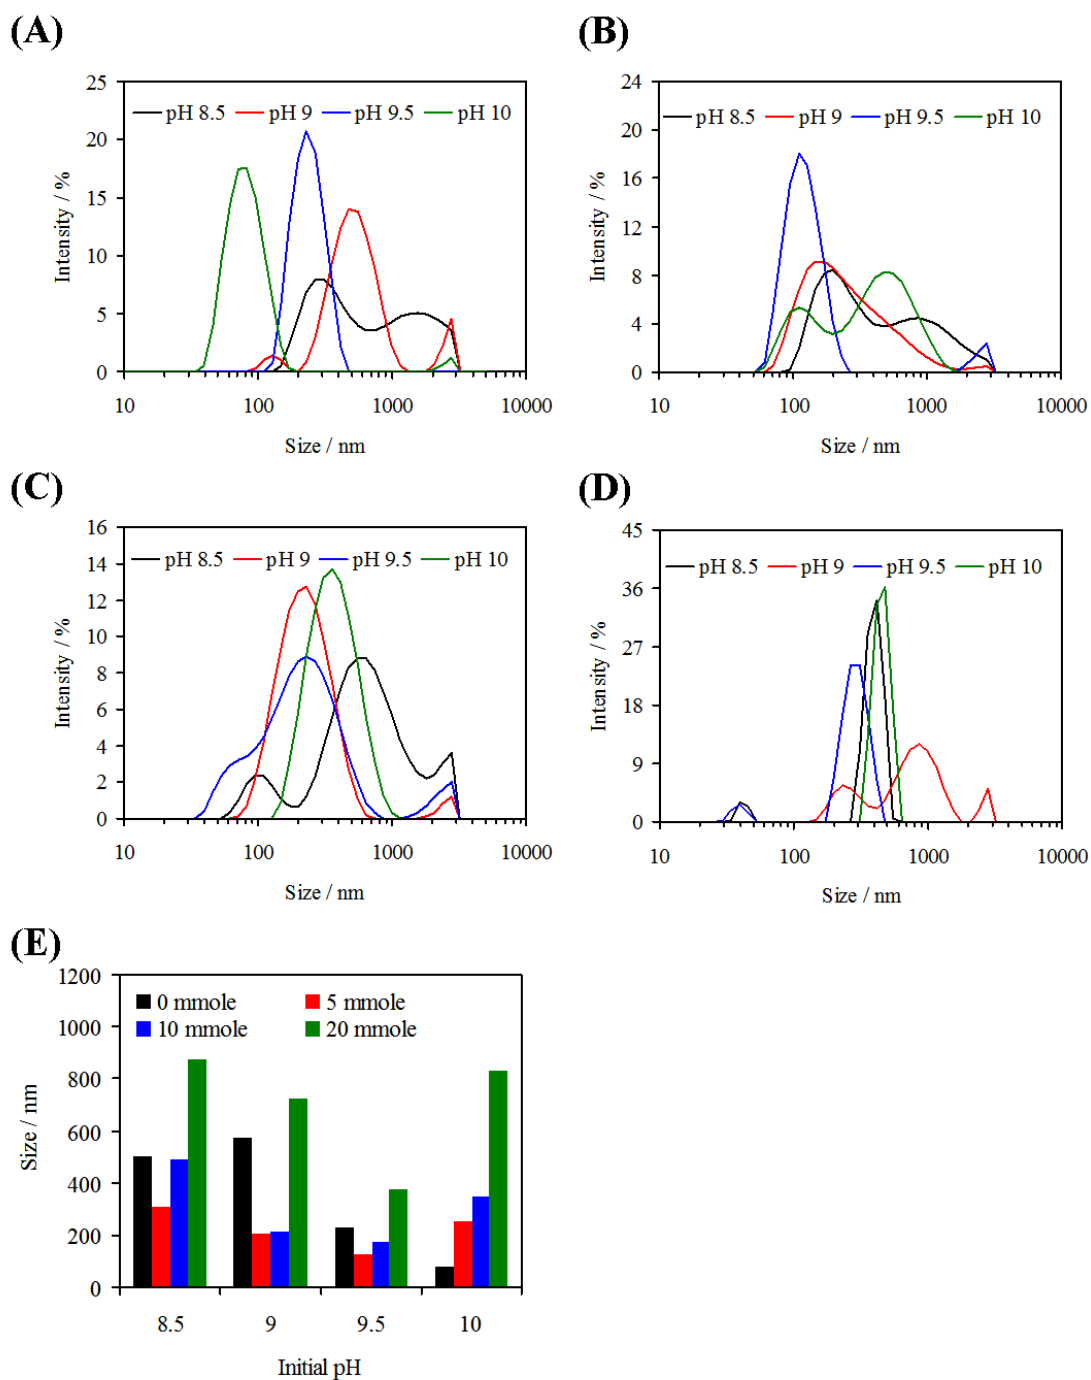 (A)
25
20
15
10
5
0
Intensity / %
pH 8.5 pH 9 pH 9.5 pH 10
10 100 1000 10000
Size / nm
(B)
24
20
16
12
8
4
0
Intensity / %
pH 8.5 pH 9 pH 9.5 pH 10
10 100 1000 10000
Size / nm
(C)
16
14
12
10
8
6
4
2
0
Intensity / %
pH 8.5 pH 9 pH 9.5 pH 10
10 100 1000 10000
Size / nm
(D)
45
36
27
18
9
0
Intensity / %
pH 8.5 pH 9 pH 9.5 pH 10
10 100 1000 10000
Size / nm
(E)
1200
1000
800
600
400
200
0
Size / nm
0 mmole 5 mmole
10 mmole 20 mmole
8.5 9 9.5 10
Initial pH